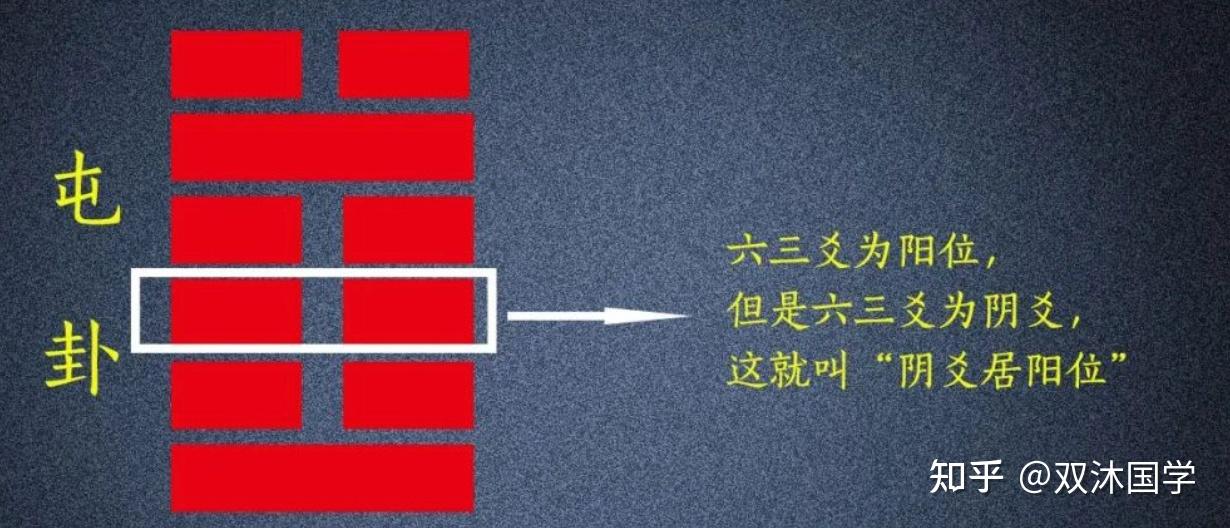 屯
卦
六三爻为阳位，
但是六三爻为阴爻，
这就叫“阴爻居阳位”
知乎 @双沐国学